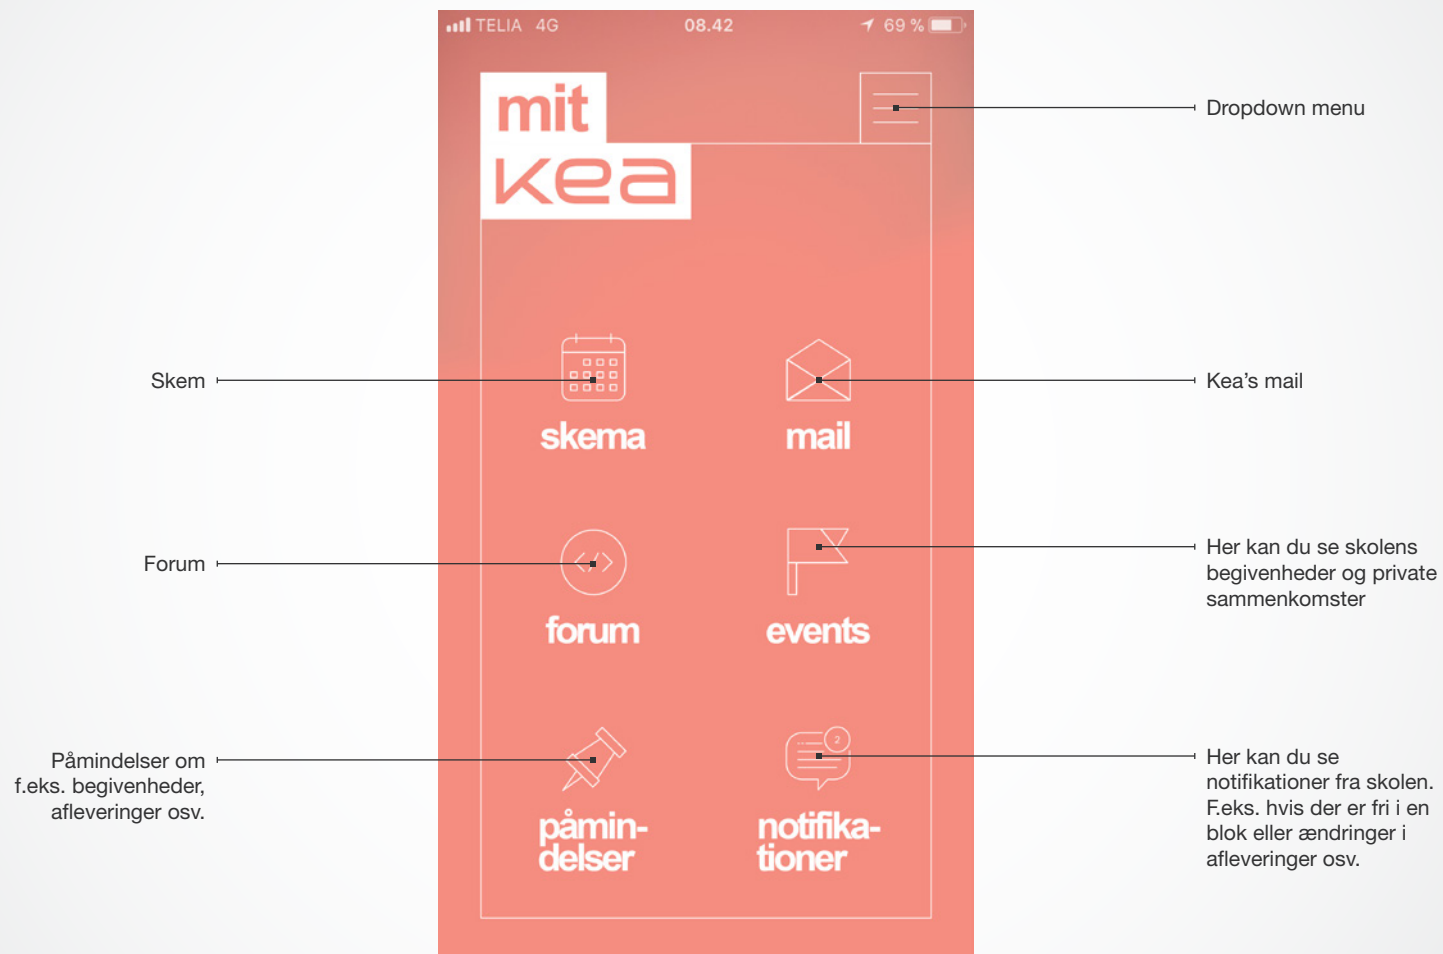 TELIA 4G 08.42 69 %
mit
kea
Dropdown menu
Skem
skema
mail
Kea’s mail
Forum
forum
events
Her kan du se skolens
begivenheder og private
sammenkomster
Påmindelser om
f.eks. begivenheder,
afleveringer osv.
påmin-
delser
2
notifika-
tioner
Her kan du se
notifikationer fra skolen.
F.eks. hvis der er fri i en
blok eller ændringer i
afleveringer osv.